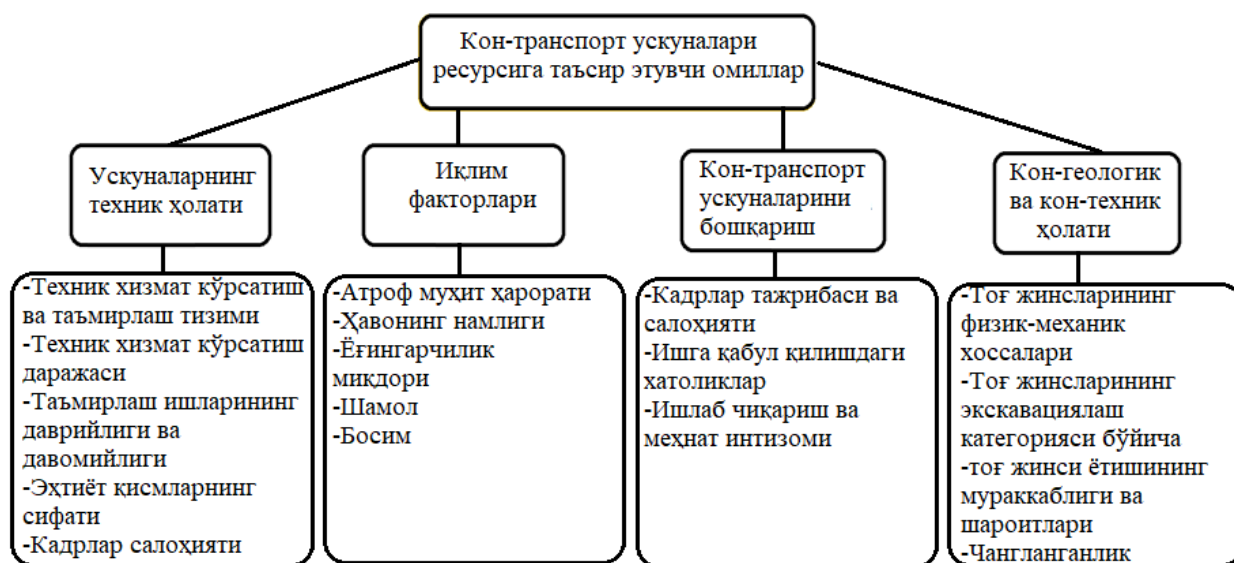 Кон-транспорт ускуналари
ресурсига таъсир этувчи омиллар
Ускуналарнинг
техник ҳолати
Иқлим
факторлари
Кон-транспорт
ускуналарини
бошқариш
Кон-геологик
ва кон-техник
ҳолати
-Техник хизмат кўрсатиш
ва таъмирлаш тизими
-Техник хизмат кўрсатиш
даражаси
-Таъмирлаш ишларининг
даврийлиги ва
давомийлиги
-Эҳтиёт қисмларнинг
сифати
-Кадрлар салоҳияти
-Атроф муҳит ҳарорати
-Ҳавонинг намлиги
-Ёғингарчилик
миқдори
-Шамол
-Босим
-Кадрлар тажрибаси ва
салоҳияти
-Ишга қабул қилишдаги
хатоликлар
-Ишлаб чиқариш ва
меҳнат интизоми
-Тоғ жинсларининг
физик-механик
хоссалари
-Тоғ жинсларининг
экскавациялаш
категорияси бўйича
-тоғ жинси ётишининг
мураккаблиги ва
шароитлари
-Чангланганлик